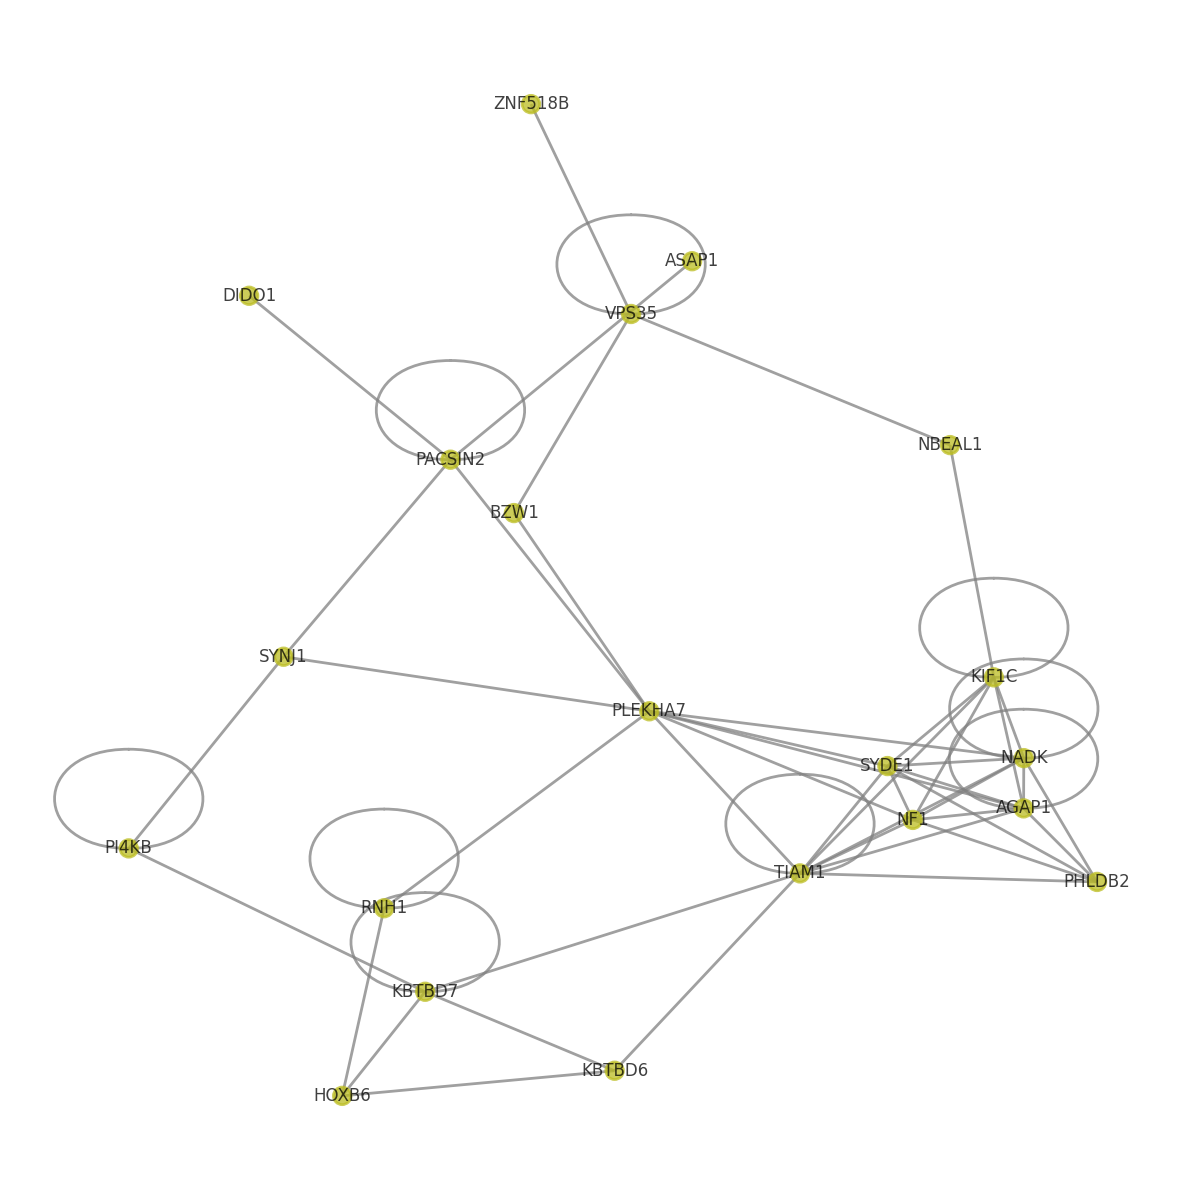 ZNF518B
ASAP1
DIDO1
VPS35
NBEAL1
PACSIN2
BZW1
SYNJ1
KIF1C
PLEKHA7
NADK
SYDE1
AGAP1
NF1
PI4KB
TIAM1
PHLDB2
RNH1
KBTBD7
KBTBD6
HOXB6